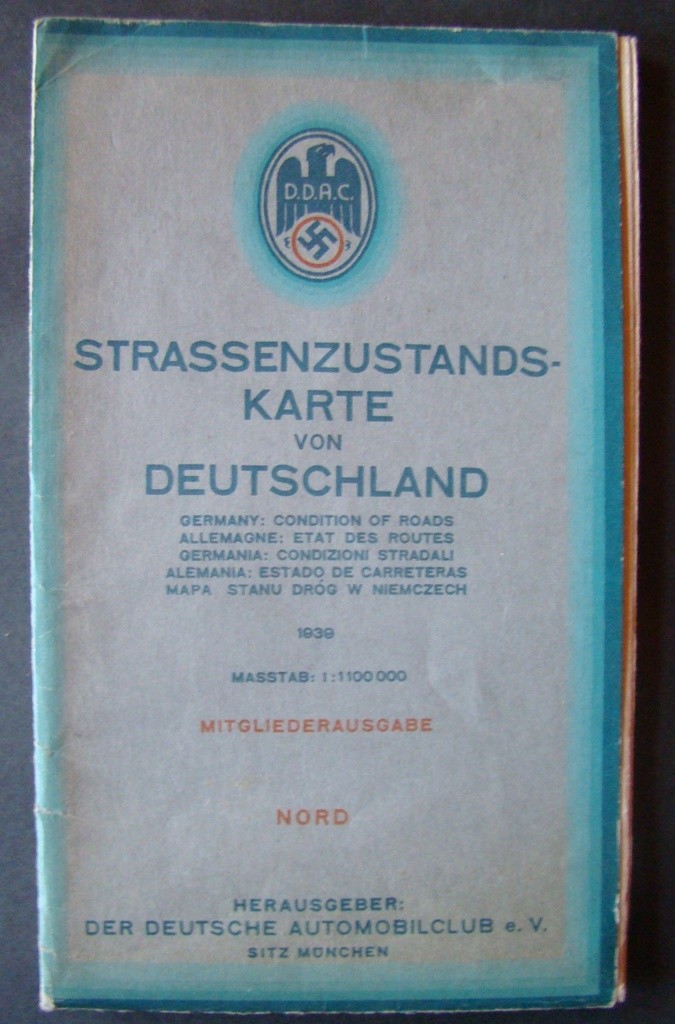 D.D.A.C.
STRASSENZUSTANDS-
KARTE
VON
DEUTSCHLAND
GERMANY: CONDITION OF ROADS
ALLEMAGNE: ETAT DES ROUTES
GERMANIA: CONDIZIONI STRADALI
ALEMANIA: ESTADO DE CARRETERAS
MAPA STANU DRÓG W NIEMCZECH
1939
MASSTAB: 1:1100 000
MITGLIEDERAUSGABE
NORD
HERAUSGEBER:
DER DEUTSCHE AUTOMOBILCLUB e. V.
SITZ MÜNCHEN